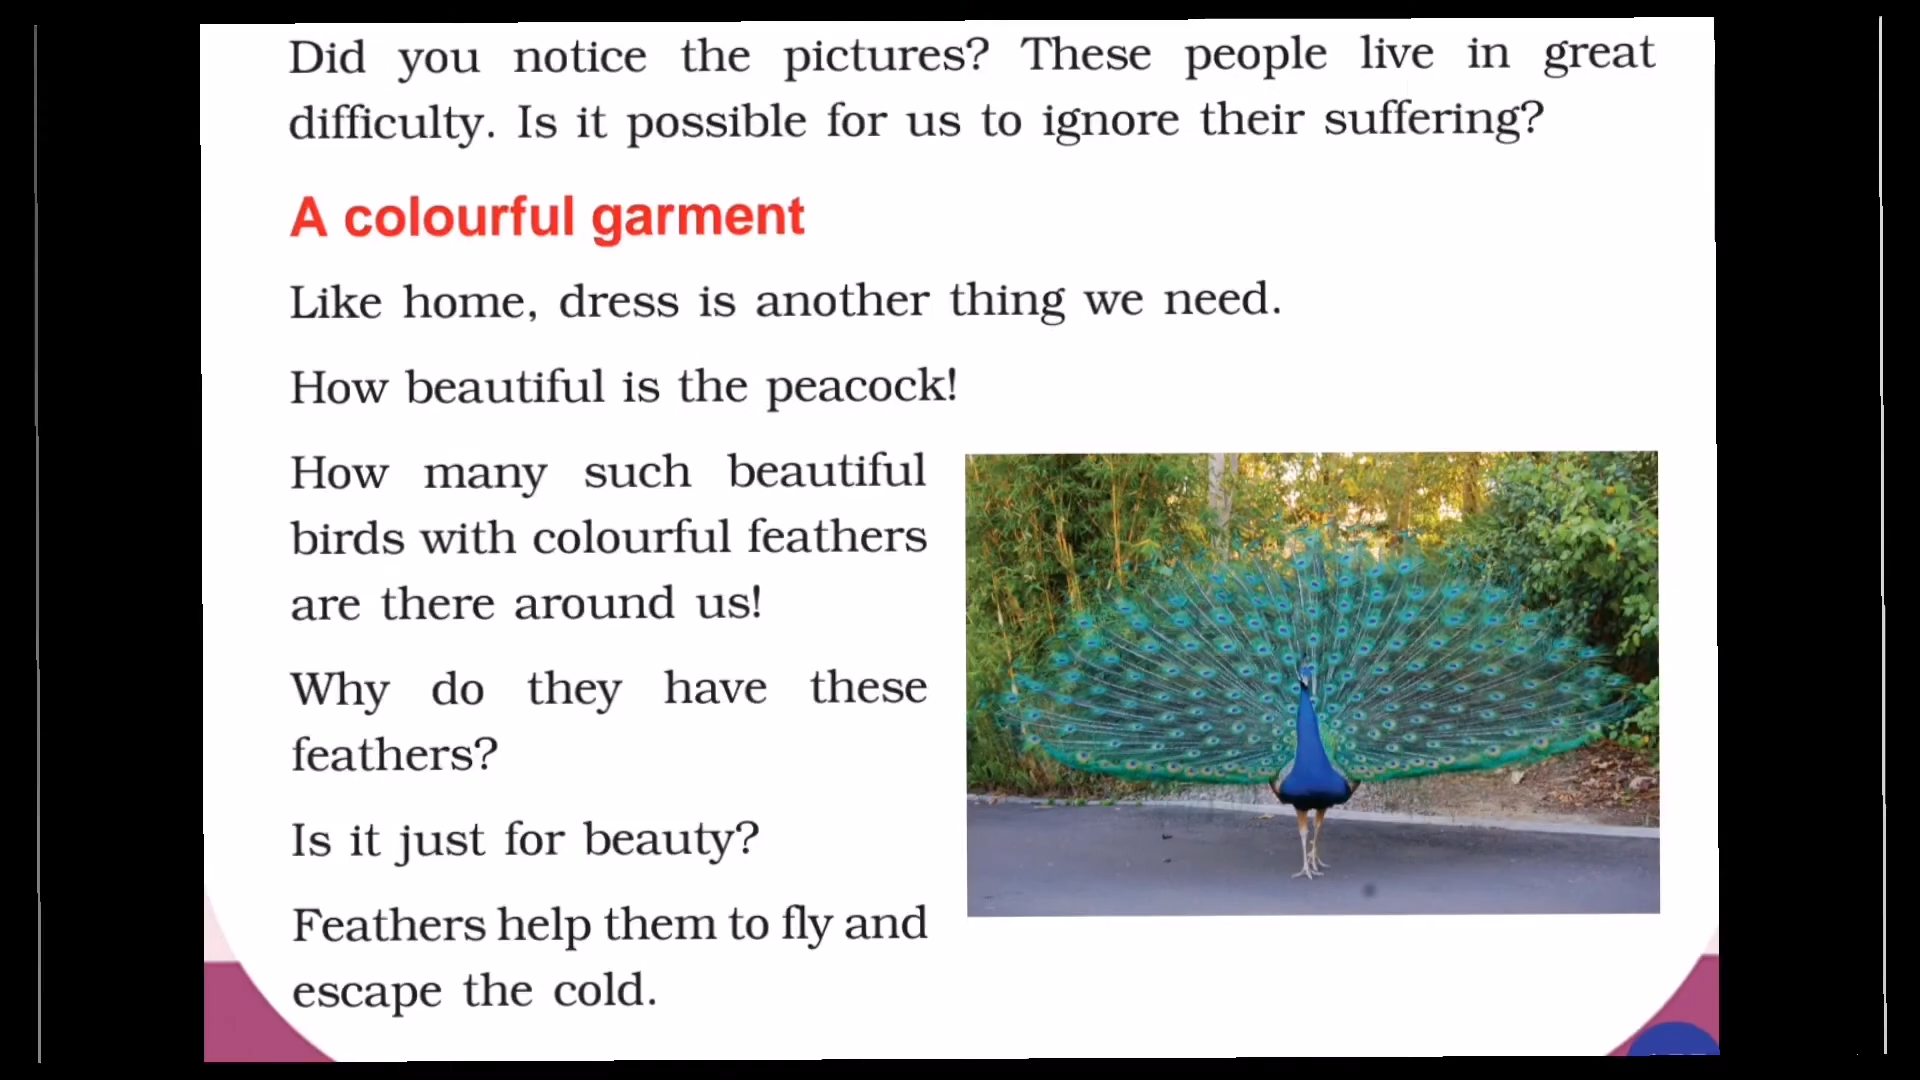 Did you notice the pictures? These people live in great
difficulty. Is it possible for us to ignore their suffering?
A colourful garment
Like home, dress is another thing we need.
How beautiful is the peacock!
How many such beautiful
birds with colourful feathers
are there around us!
Why do they have these
feathers?
Is it just for beauty?
Feathers help them to fly and
escape the cold.